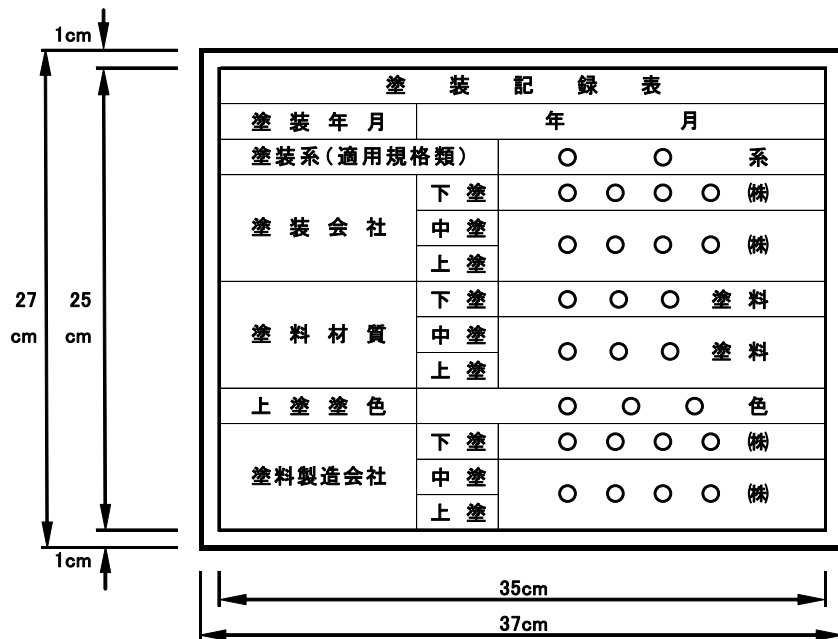 1cm
塗装記録表
塗装年月 年 月
塗装系(適用規格類) ○ ○ 系
塗装会社 下塗 ○ ○ ○ ○ ㈱
中塗 ○ ○ ○ ○ ㈱
上塗
塗料材質 下塗 ○ ○ ○ 塗料
中塗 ○ ○ ○ 塗料
上塗
上塗塗色 ○ ○ ○ 色
塗料製造会社 下塗 ○ ○ ○ ○ ㈱
中塗 ○ ○ ○ ○ ㈱
上塗
27
cm
25
cm
1cm
35cm
37cm